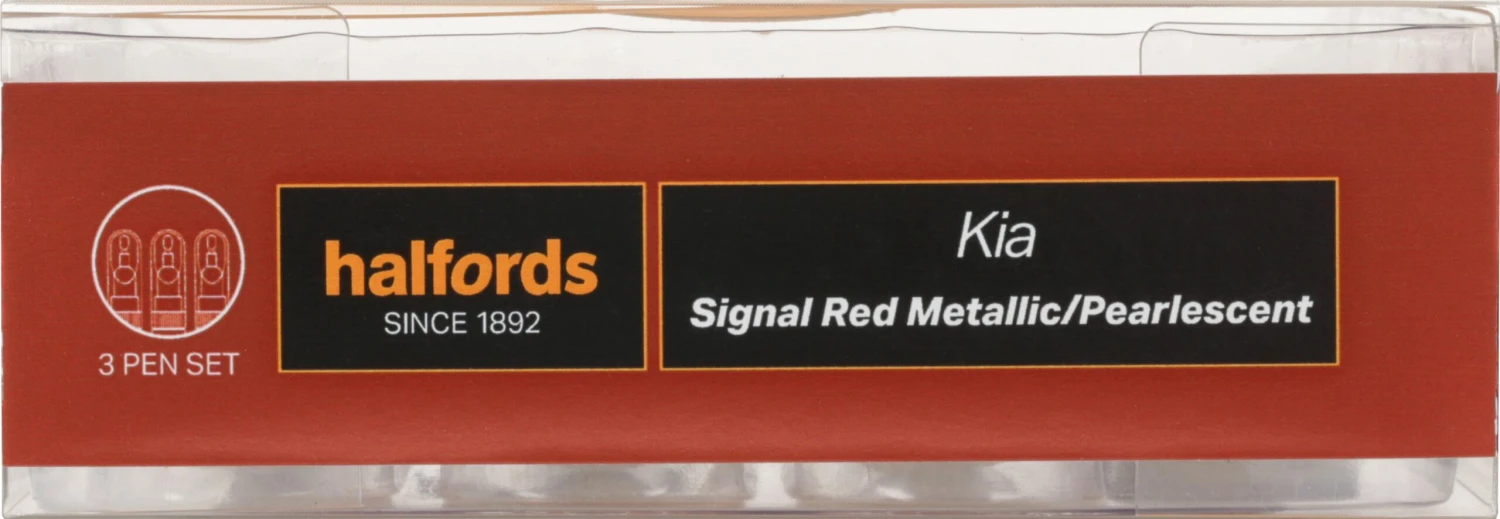 3 PEN SET
halfords
SINCE 1892
Kia
Signal Red Metallic/Pearlescent